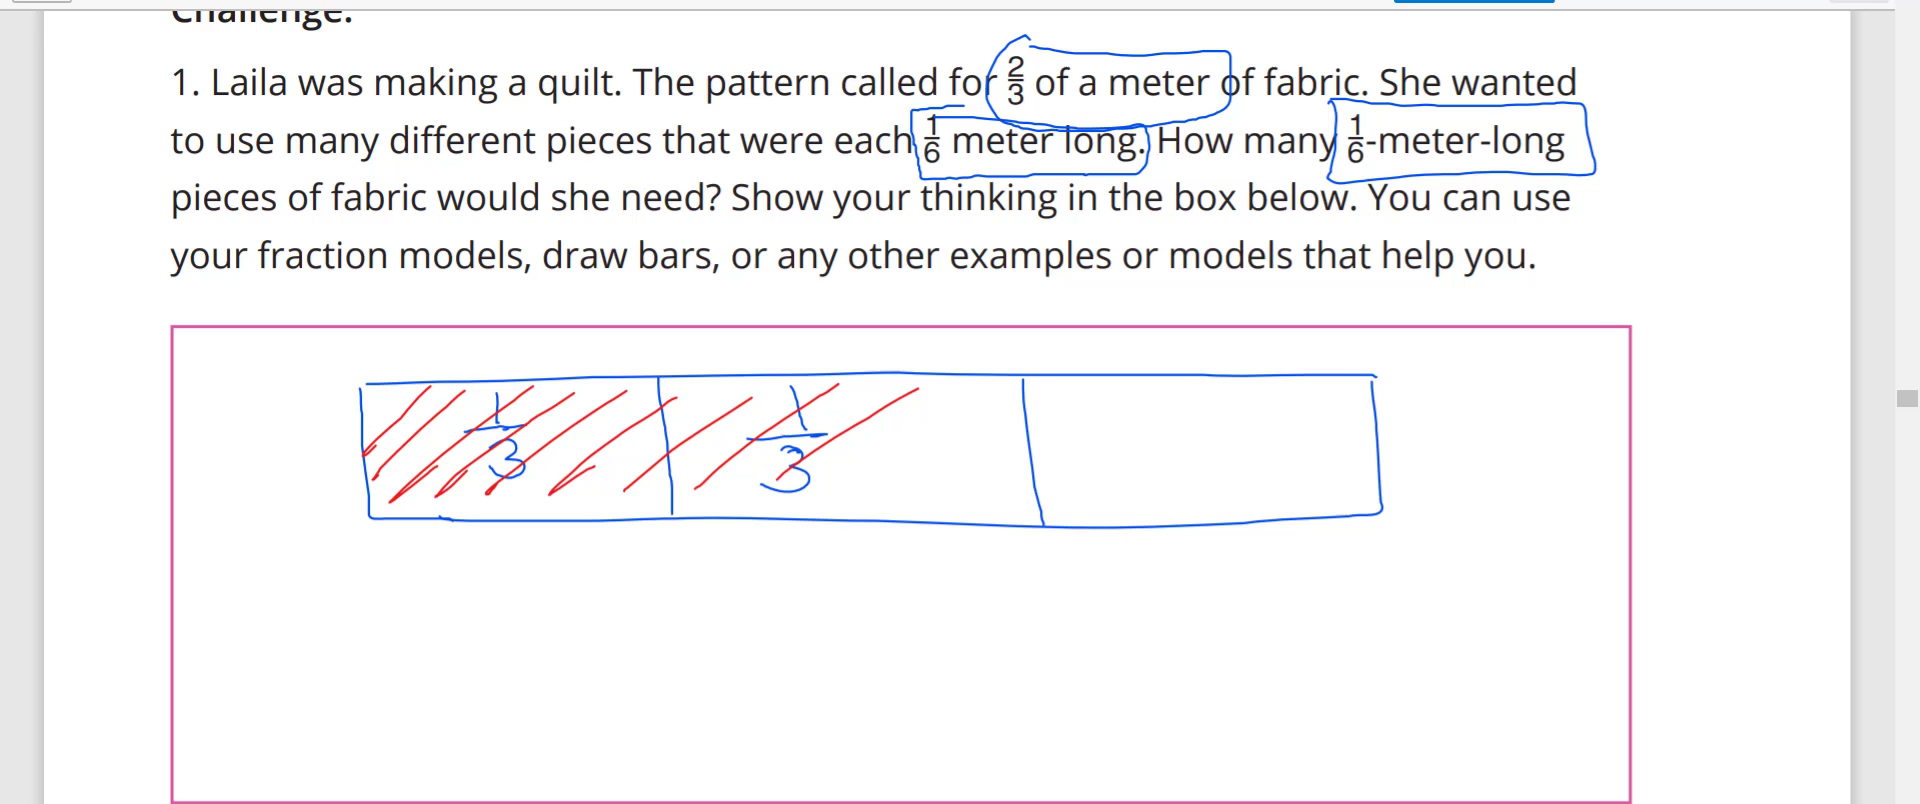 Challenge:
1. Laila was making a quilt. The pattern called for 2/3 of a meter of fabric. She wanted
to use many different pieces that were each 1/6 meter long. How many 1/6-meter-long
pieces of fabric would she need? Show your thinking in the box below. You can use
your fraction models, draw bars, or any other examples or models that help you.
1/3 1/3